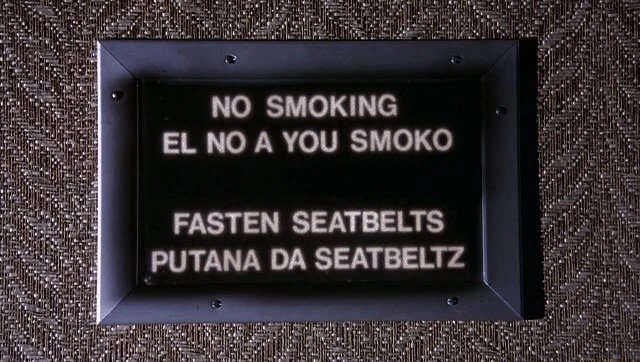 NO SMOKING
EL NO A YOU SMOKO
FASTEN SEATBELTS
PUTANA DA SEATBELTZ